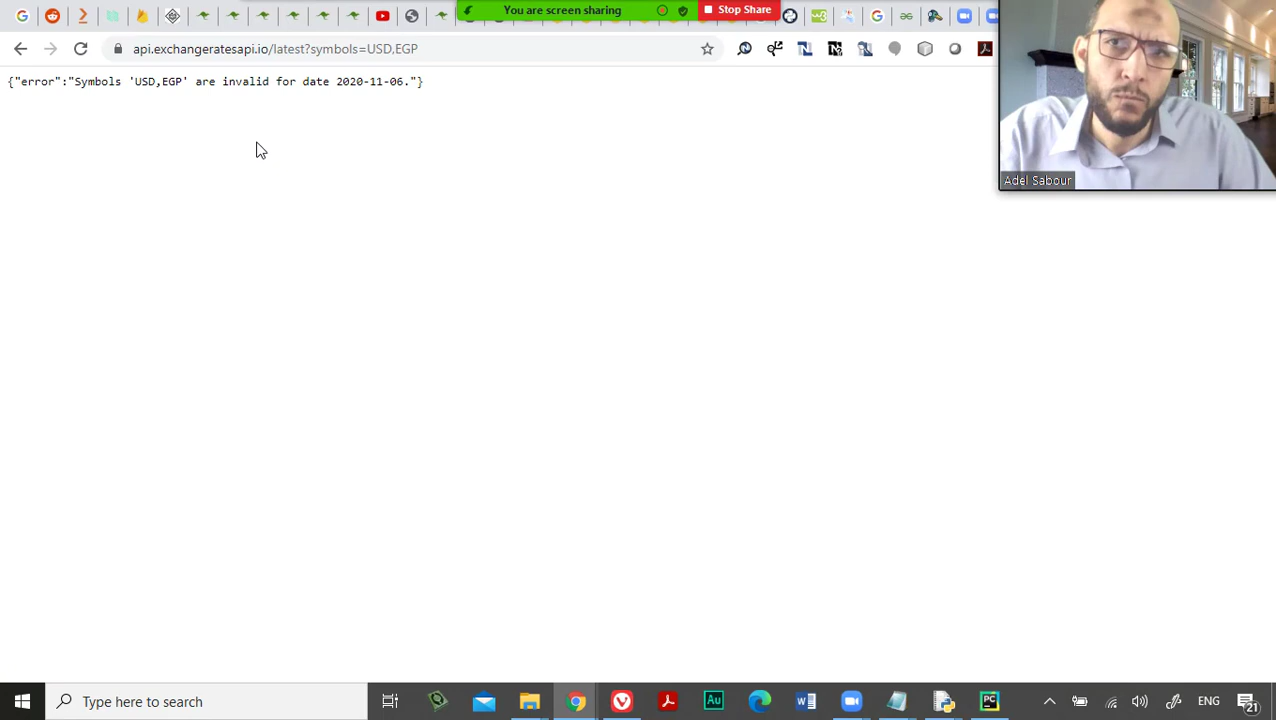 You are screen sharing
Stop Share
api.exchangeratesapi.io/latest?symbols=USD,EGP
{"error":"Symbols 'USD,EGP' are invalid for date 2020-11-06."}
Adel Sabour
Type here to search
ENG
21